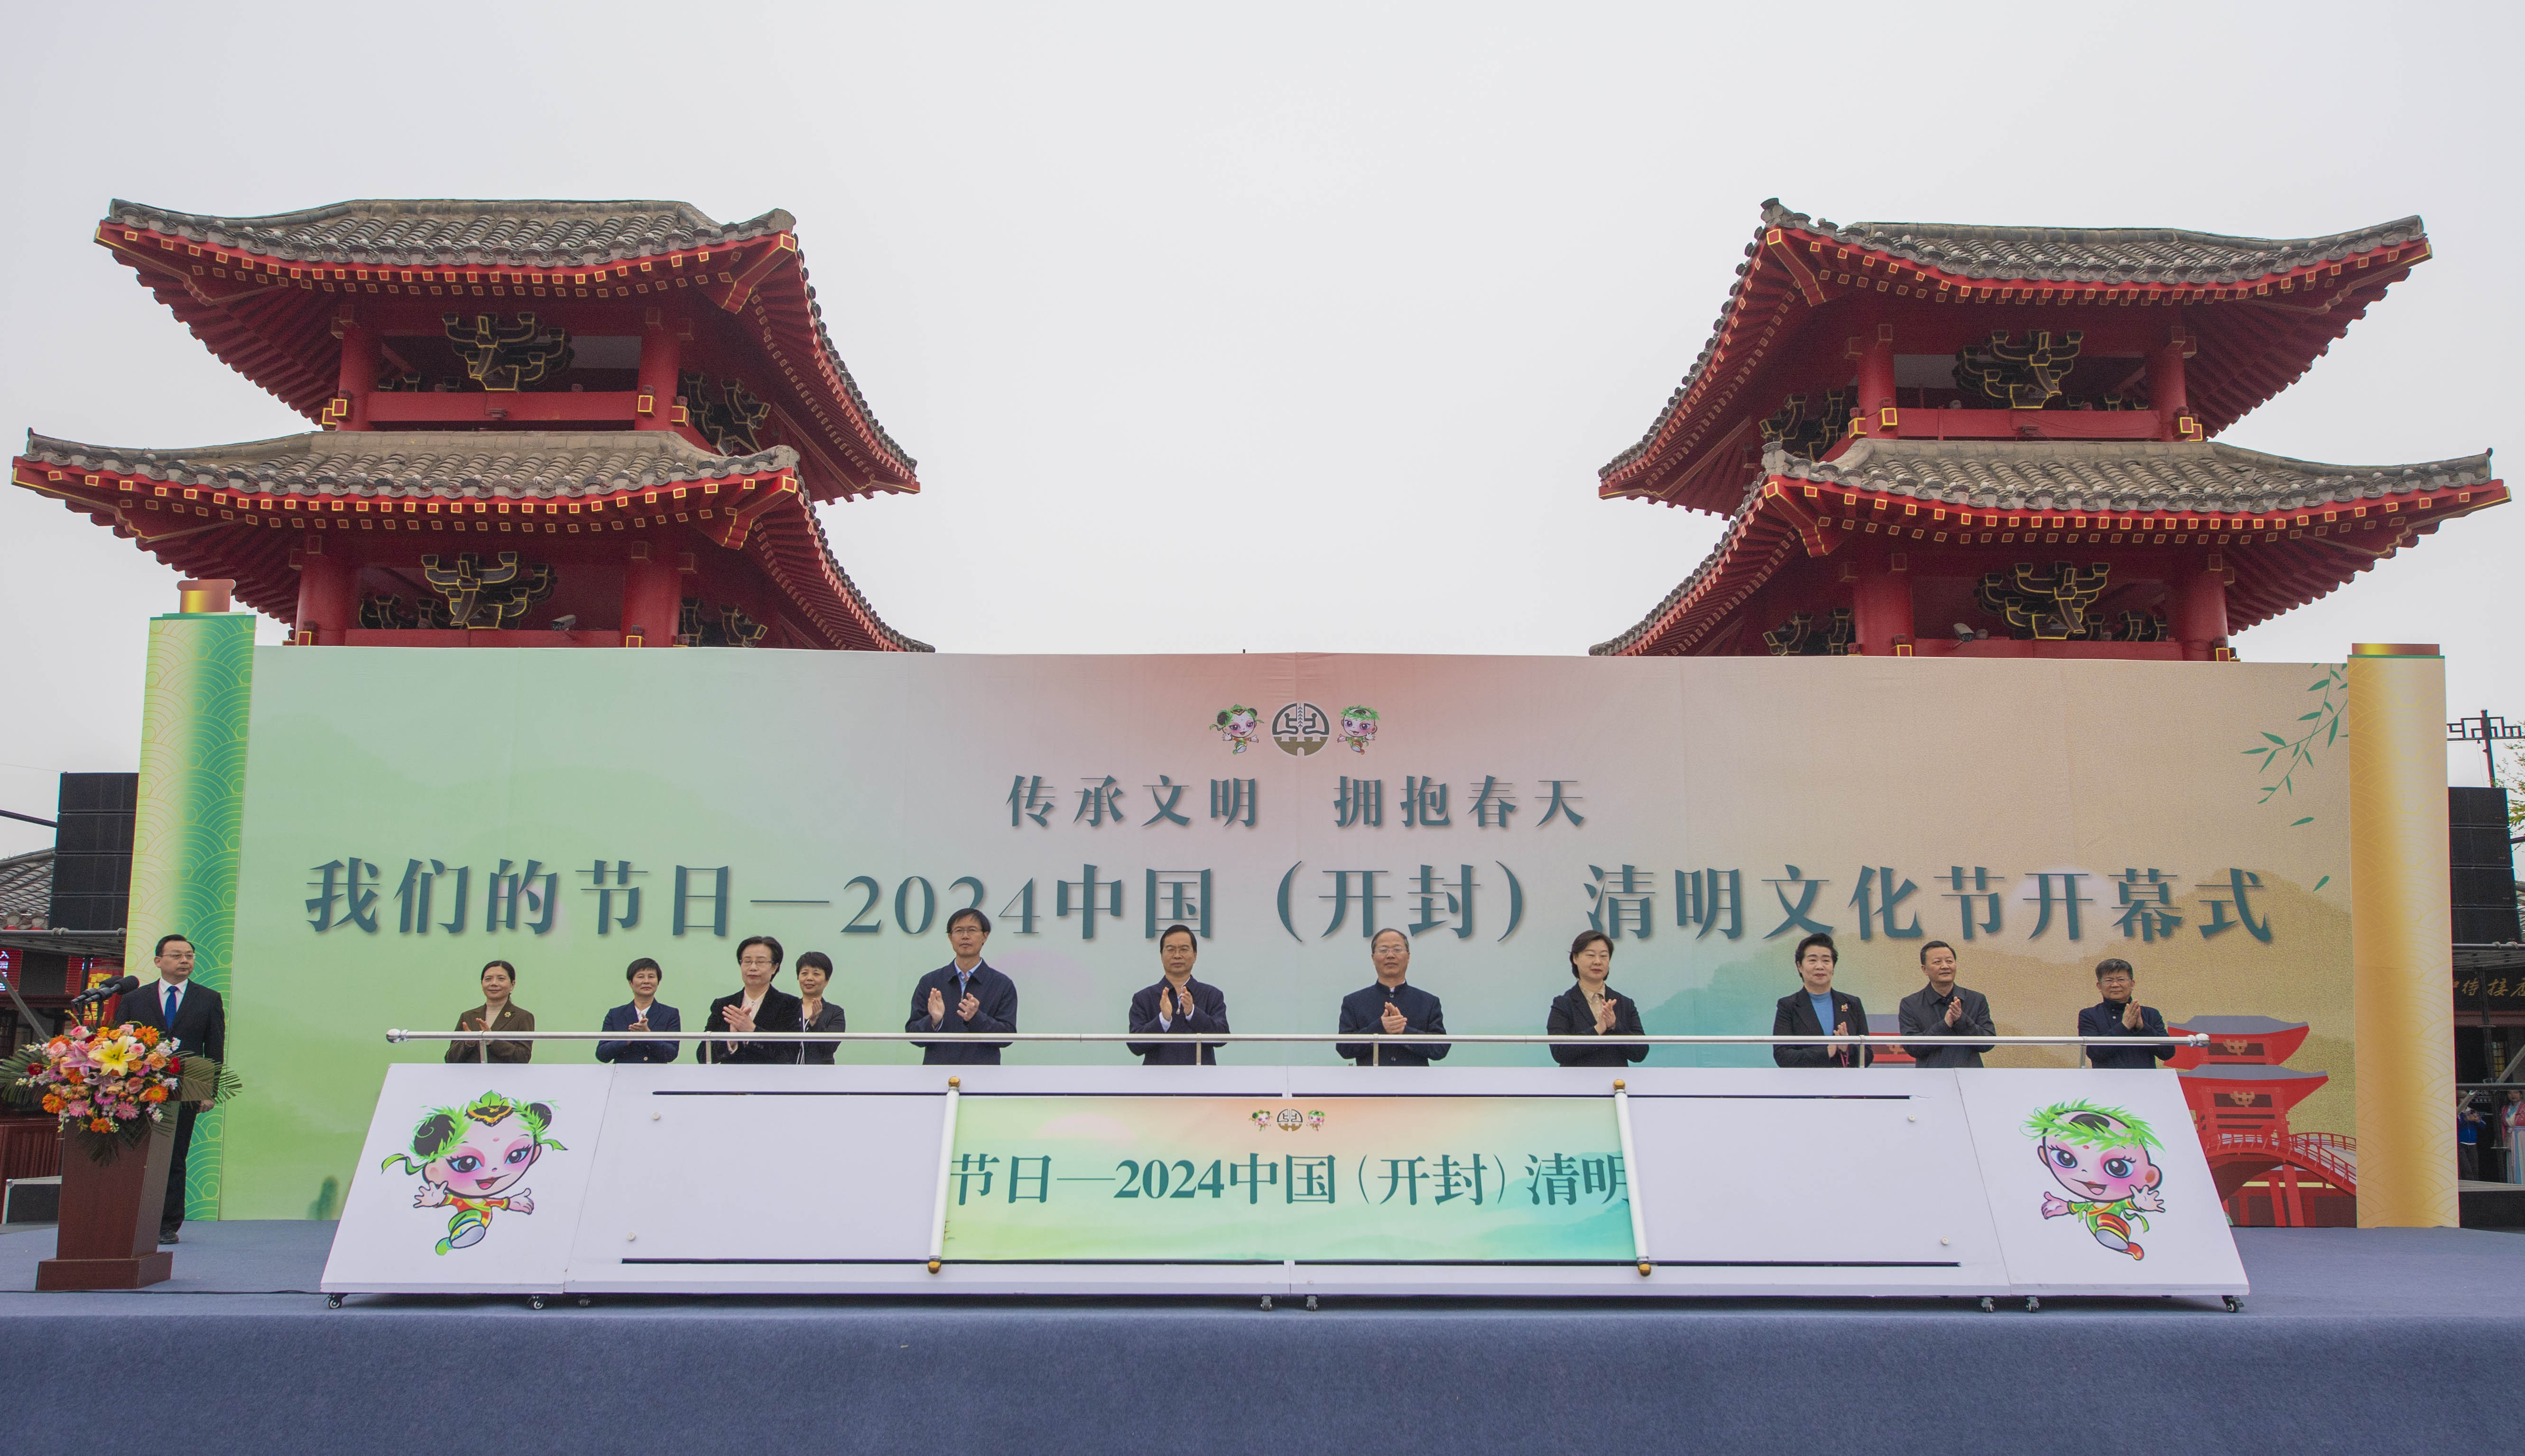 传承文明 拥抱春天
我们的节日—2024中国（开封）清明文化节开幕式
节日—2024中国（开封）清明